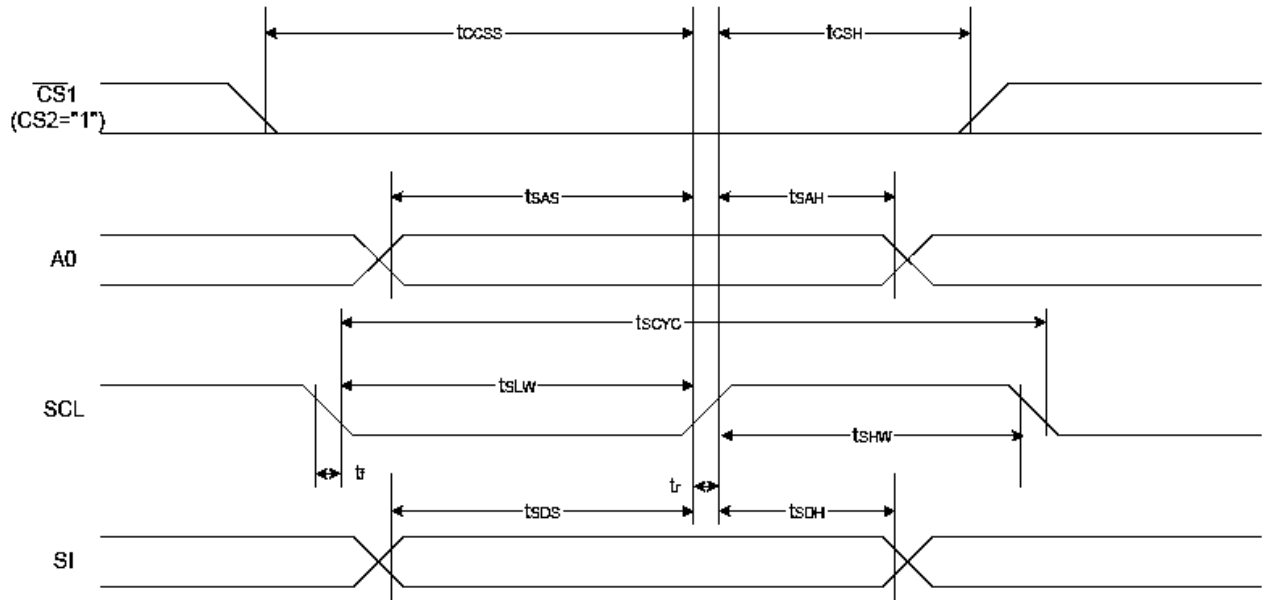 tCCSS tCSH
CS1
(CS2="1")
tSAS tSAH
A0
tSCYC
tSLW
SCL
tSHW
tf
tr
tSDS tSDH
SI